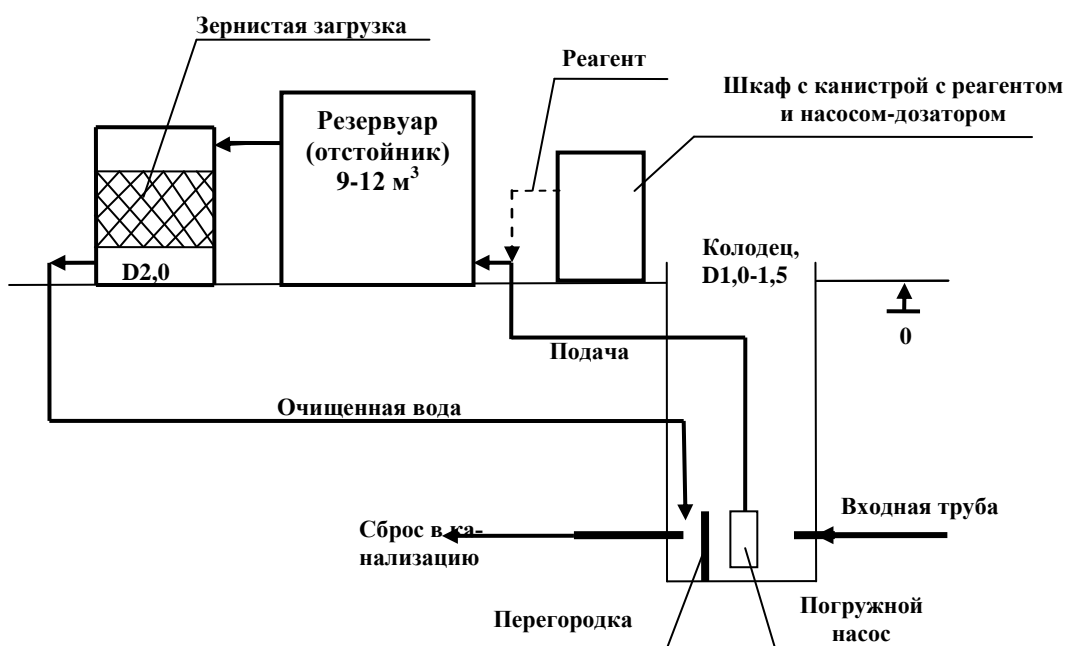 Зернистая загрузка
Реагент
Шкаф с канистрой с реагентом
и насосом-дозатором
Резервуар
(отстойник)
9-12 м³
Колодец,
D1,0-1,5
D2,0
0
Подача
Очищенная вода
Входная труба
Сброс в ка-
нализацию
Перегородка
Погружной
насос